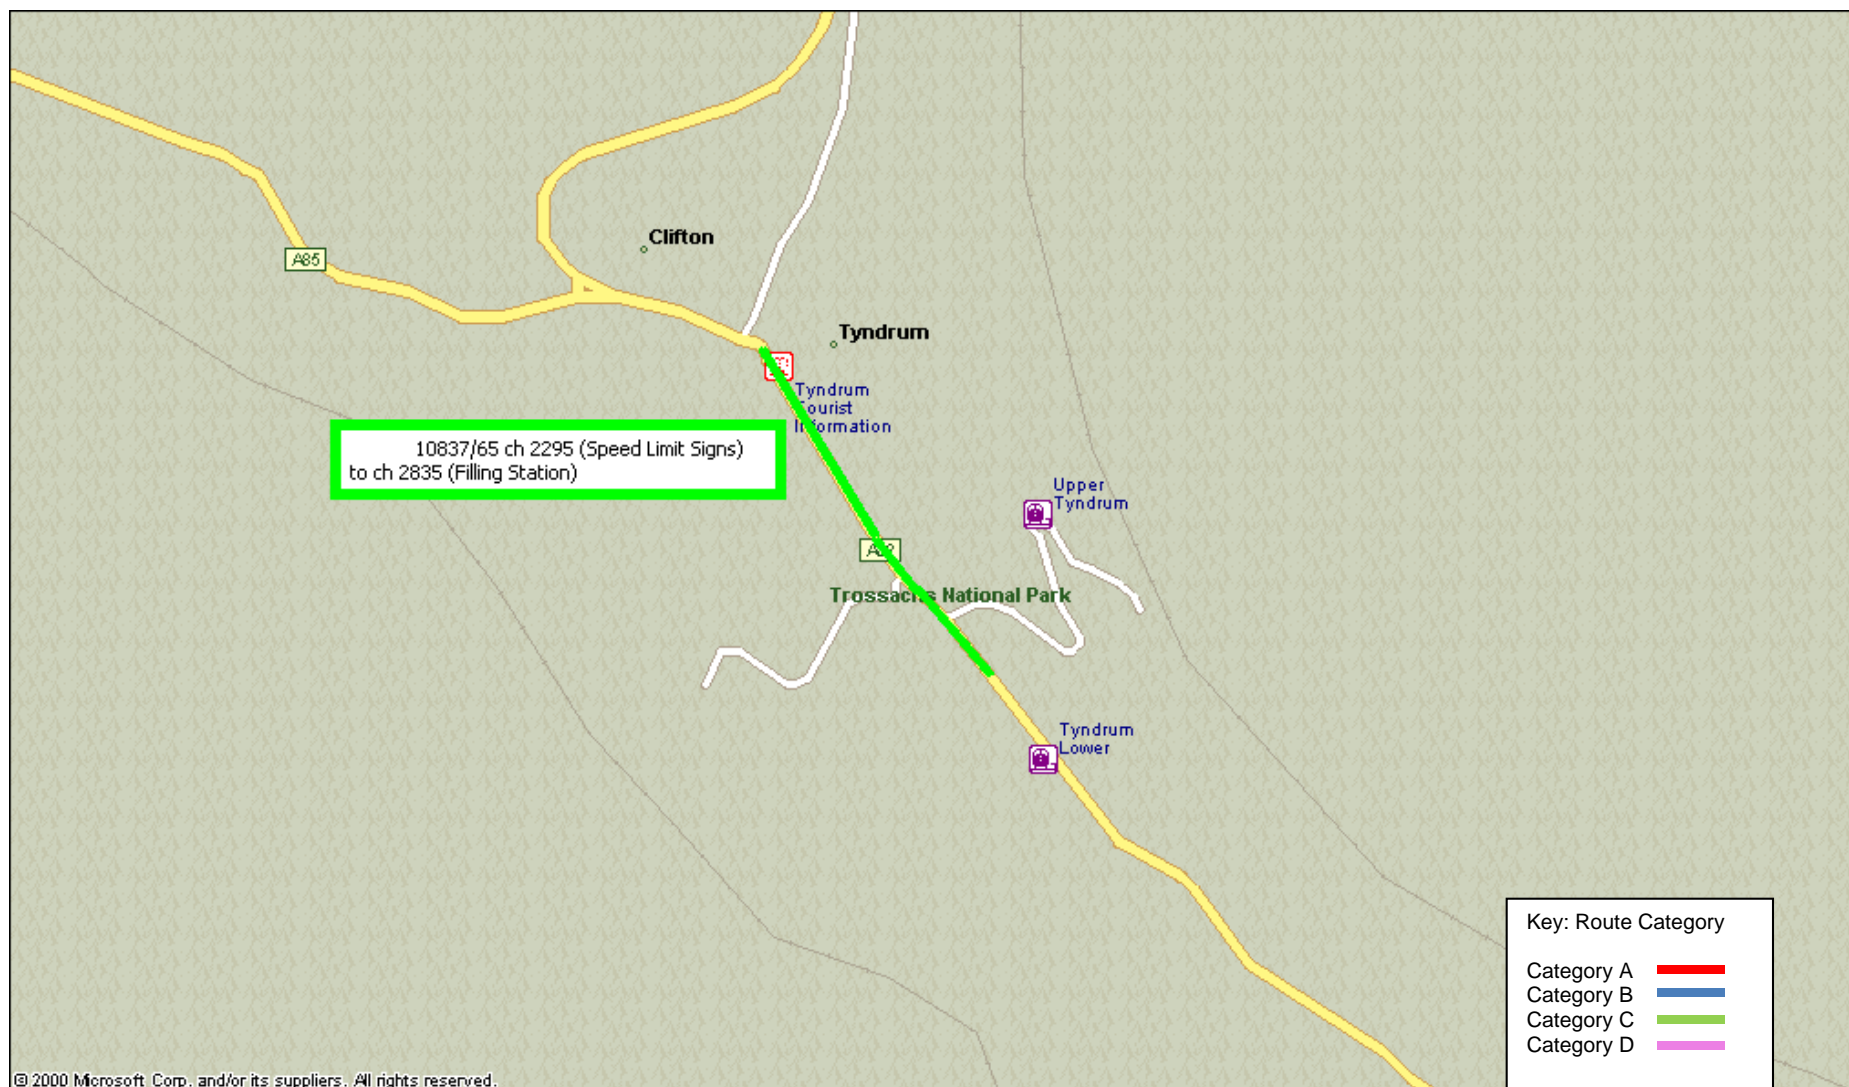 Clifton
A85
Tyndrum
Tyndrum
Tourist
Information
10837/65 ch 2295 (Speed Limit Signs)
to ch 2835 (Filling Station)
Upper
Tyndrum
Trossachs National Park
Tyndrum
Lower
Key: Route Category
Category A
Category B
Category C
Category D
© 2000 Microsoft Corp. and/or its suppliers. All rights reserved.